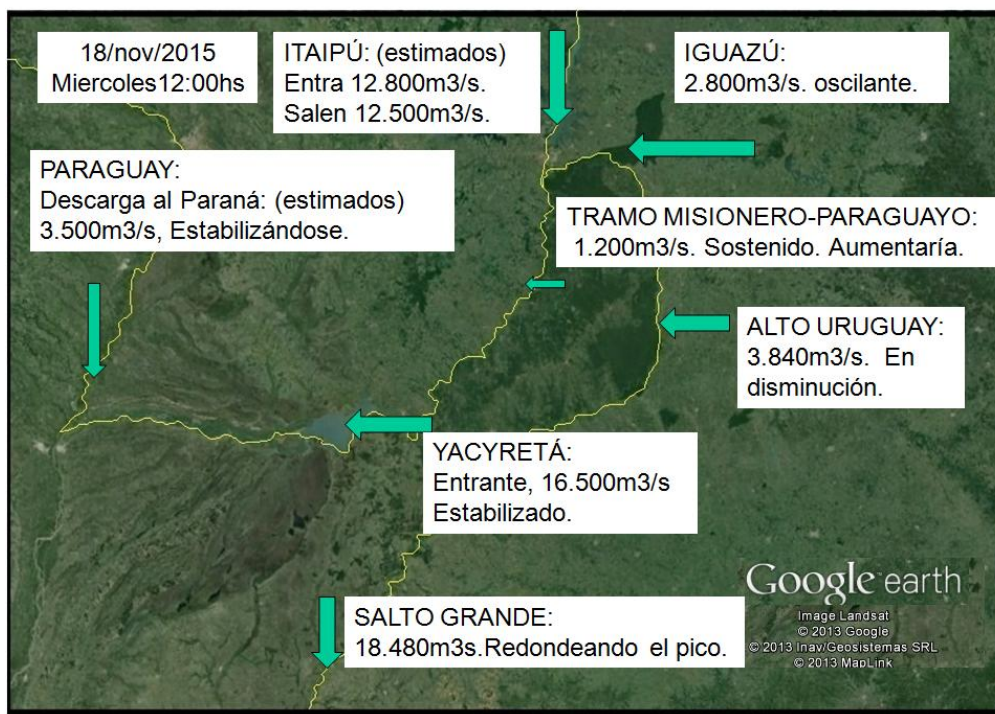 18/nov/2015
Miercoles12:00hs
ITAIPÚ: (estimados)
Entra 12.800m3/s.
Salen 12.500m3/s.
IGUAZÚ:
2.800m3/s. oscilante.
PARAGUAY:
Descarga al Paraná: (estimados)
3.500m3/s, Estabilizándose.
TRAMO MISIONERO-PARAGUAYO:
1.200m3/s. Sostenido. Aumentaría.
ALTO URUGUAY:
3.840m3/s. En
disminución.
YACYRETÁ:
Entrante, 16.500m3/s
Estabilizado.
SALTO GRANDE:
18.480m3s.Redondeando el pico.
Google earth
Image Landsat
© 2013 Google
© 2013 Inav/Geosistemas SRL
© 2013 MapLink